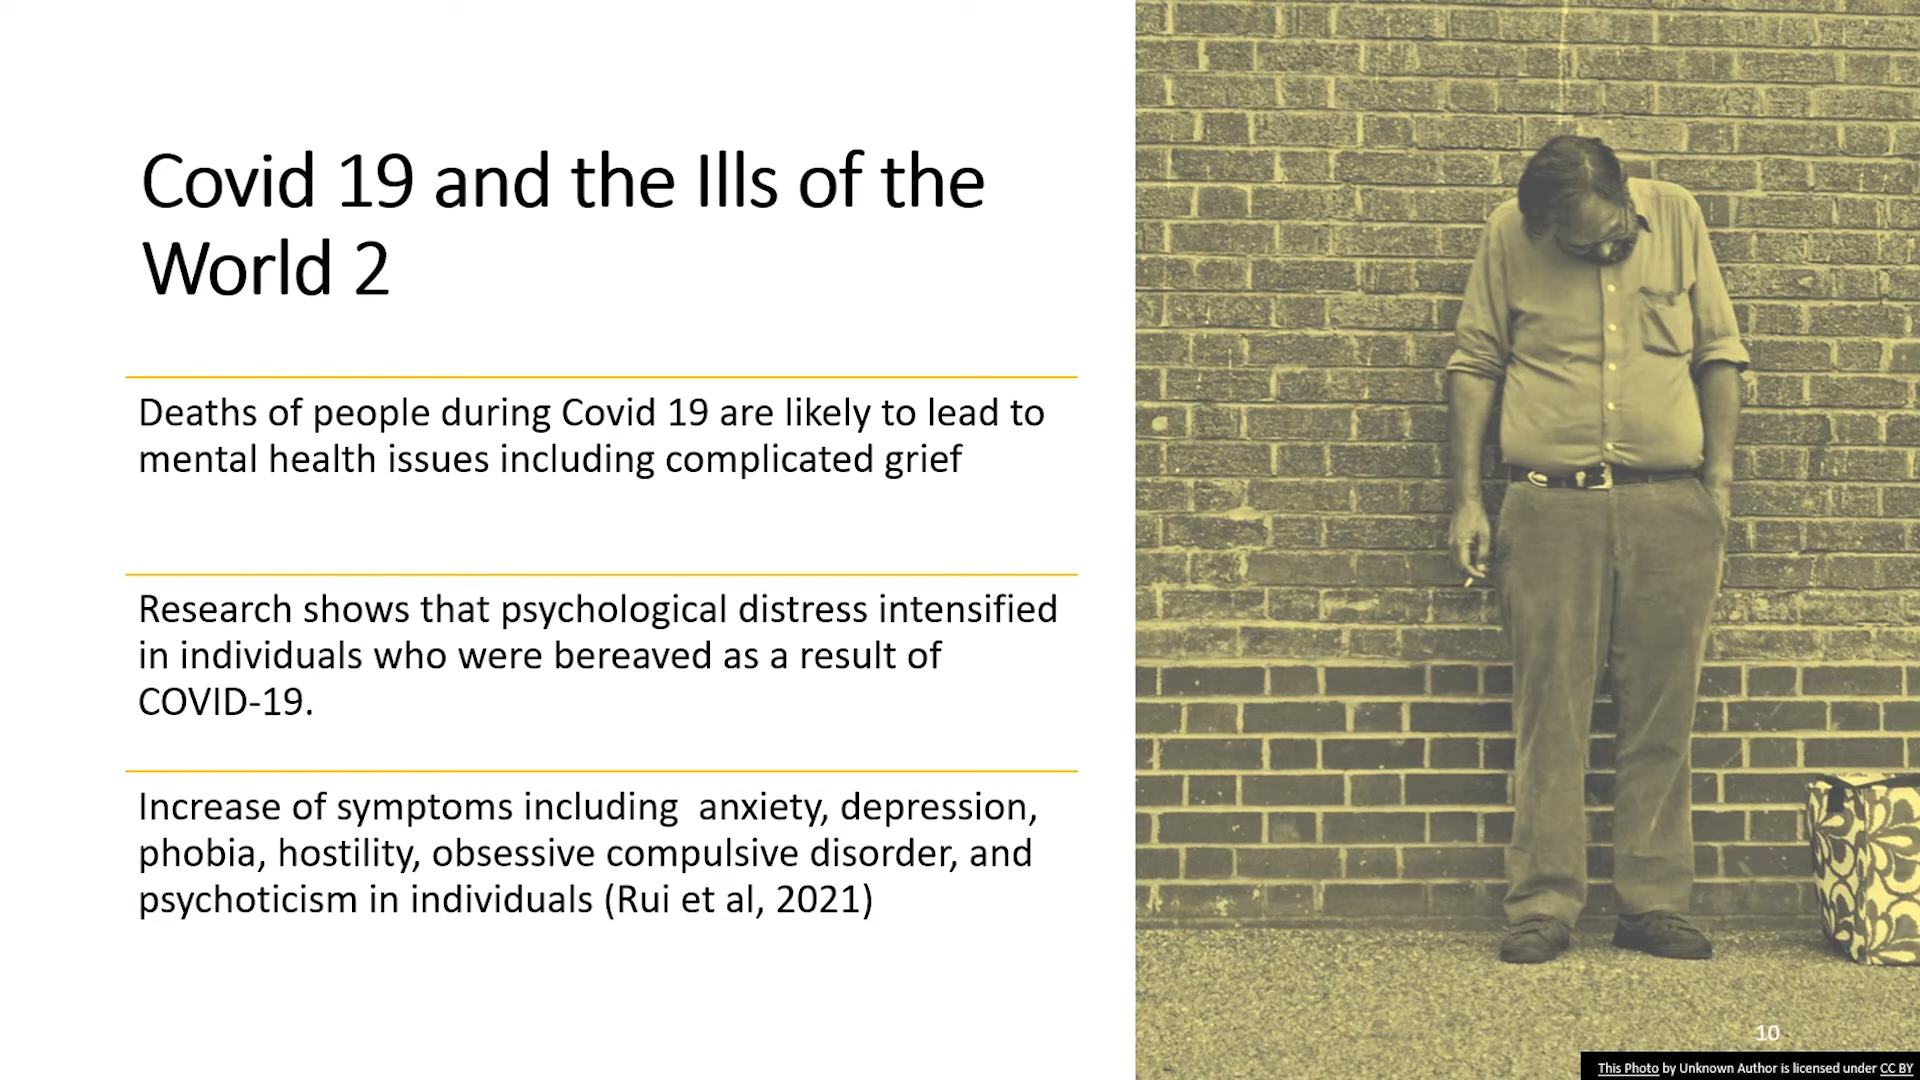 Covid 19 and the Ills of the
World 2
Deaths of people during Covid 19 are likely to lead to
mental health issues including complicated grief
Research shows that psychological distress intensified
in individuals who were bereaved as a result of
COVID-19.
Increase of symptoms including  anxiety, depression,
phobia, hostility, obsessive compulsive disorder, and
psychoticism in individuals (Rui et al, 2021)
10
This Photo by Unknown Author is licensed under CC BY